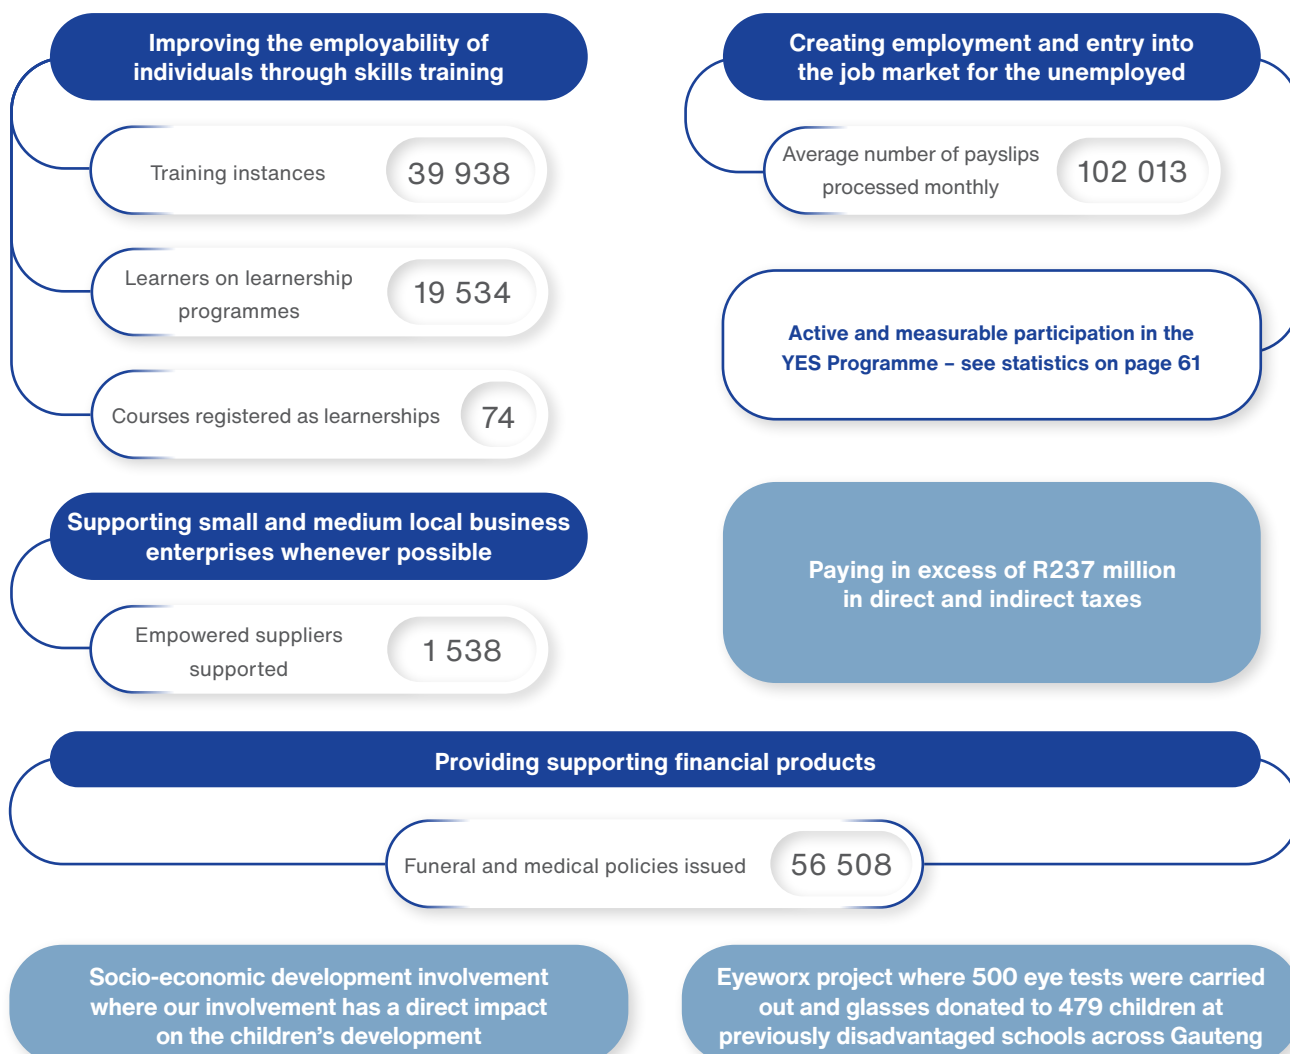 Improving the employability of
individuals through skills training
Training instances
39 938
Learners on learnership
programmes
19 534
Courses registered as learnerships
74
Supporting small and medium local business
enterprises whenever possible
Empowered suppliers
supported
1 538
Creating employment and entry into
the job market for the unemployed
Average number of payslips
processed monthly
102 013
Active and measurable participation in the
YES Programme – see statistics on page 61
Paying in excess of R237 million
in direct and indirect taxes
Providing supporting financial products
Funeral and medical policies issued
56 508
Socio-economic development involvement
where our involvement has a direct impact
on the children’s development
Eyeworx project where 500 eye tests were carried
out and glasses donated to 479 children at
previously disadvantaged schools across Gauteng